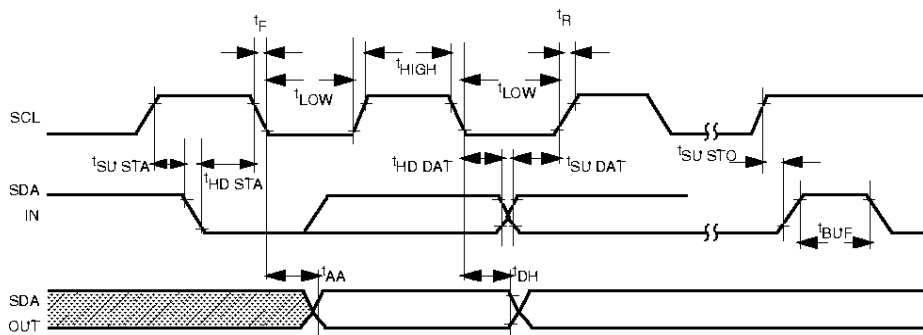 tF
tR
tHIGH
tLOW
tLOW
SCL
tSU STA
tHD STA
tHD DAT
tSU DAT
tSU STO
SDA
IN
tBUF
tAA
tDH
SDA
OUT